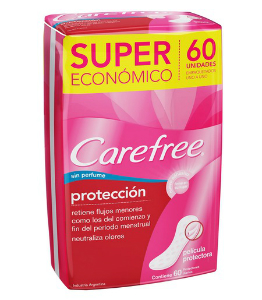 SUPER
ECONÓMICO
60
UNIDADES
Carefree
sin perfume
protección
retiene flujos menores
como los del comienzo y
fin del período menstrual
neutraliza olores
película
protectora
Contiene 60
Industria Argentina